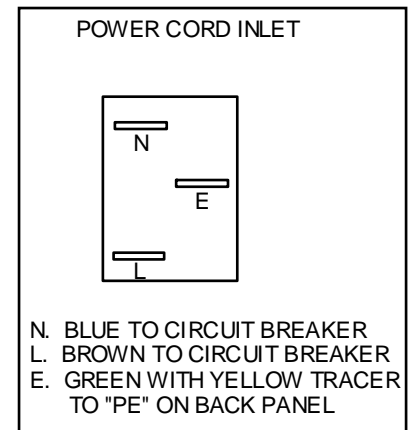 POWER CORD INLET
N
E
L
N. BLUE TO CIRCUIT BREAKER
L. BROWN TO CIRCUIT BREAKER
E. GREEN WITH YELLOW TRACER
TO "PE" ON BACK PANEL